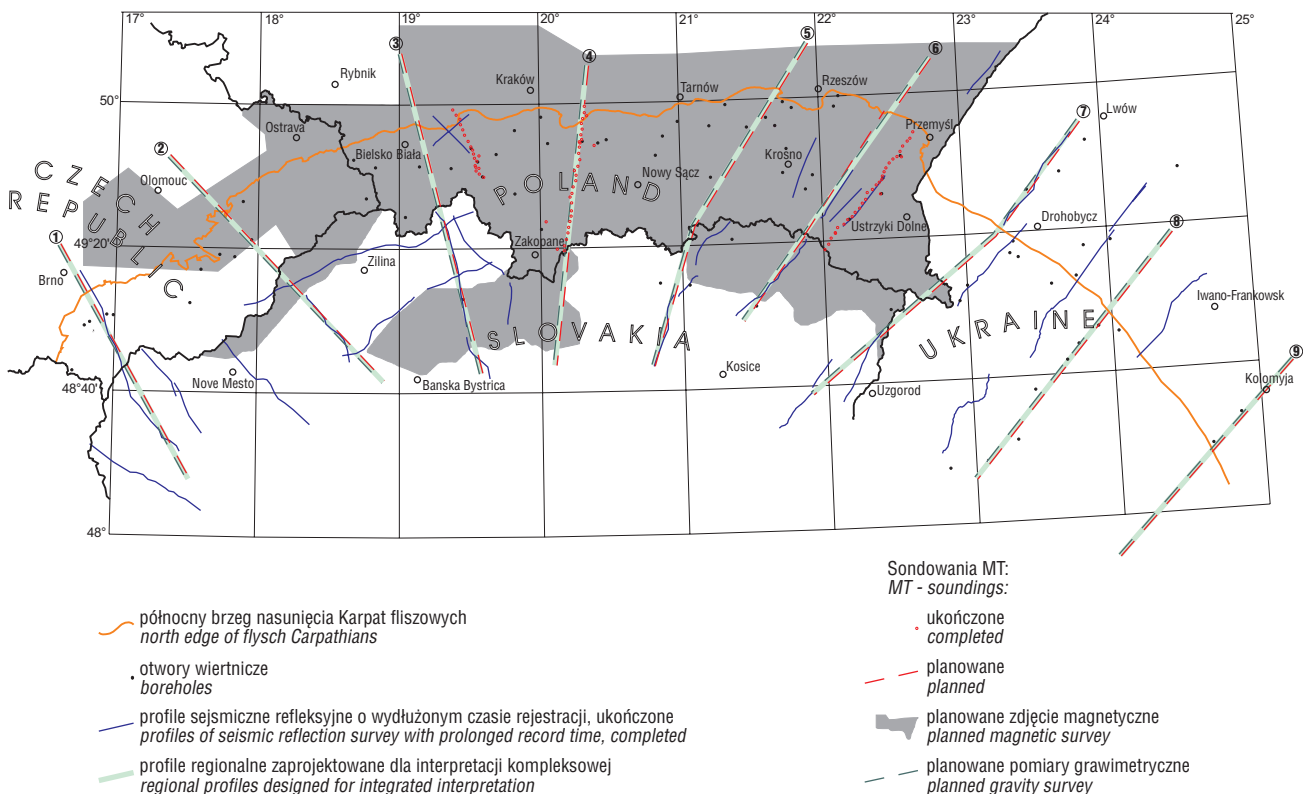 17°
18°
19°
20°
21°
22°
23°
24°
25°
③
④
⑤
⑥
Rybnik
Kraków
Tarnów
Rzeszów
50°
Lwów
⑦
Ostrava
Przemyśl
②
Bielsko Biała
Krośno
Olomouc
Nowy Sącz
CZECH
REPUBLIC
POLAND
Ustrzyki Dolne
Drohobycz
⑧
①
49°20'
Zakopane
Brno
Zilina
Iwano-Frankowsk
SLOVAKIA
UKRAINE
⑨
Kosice
Nove Mesto
Banska Bystrica
Uzgorod
Kolomyja
48°40'
48°
północny brzeg nasunięcia Karpat fliszowych
north edge of flysch Carpathians
otwory wiertnicze
boreholes
profile sejsmiczne refleksyjne o wydłużonym czasie rejestracji, ukończone
profiles of seismic reflection survey with prolonged record time, completed
profile regionalne zaprojektowane dla interpretacji kompleksowej
regional profiles designed for integrated interpretation
Sondowania MT:
MT - soundings:
ukończone
completed
planowane
planned
planowane zdjęcie magnetyczne
planned magnetic survey
planowane pomiary grawimetryczne
planned gravity survey